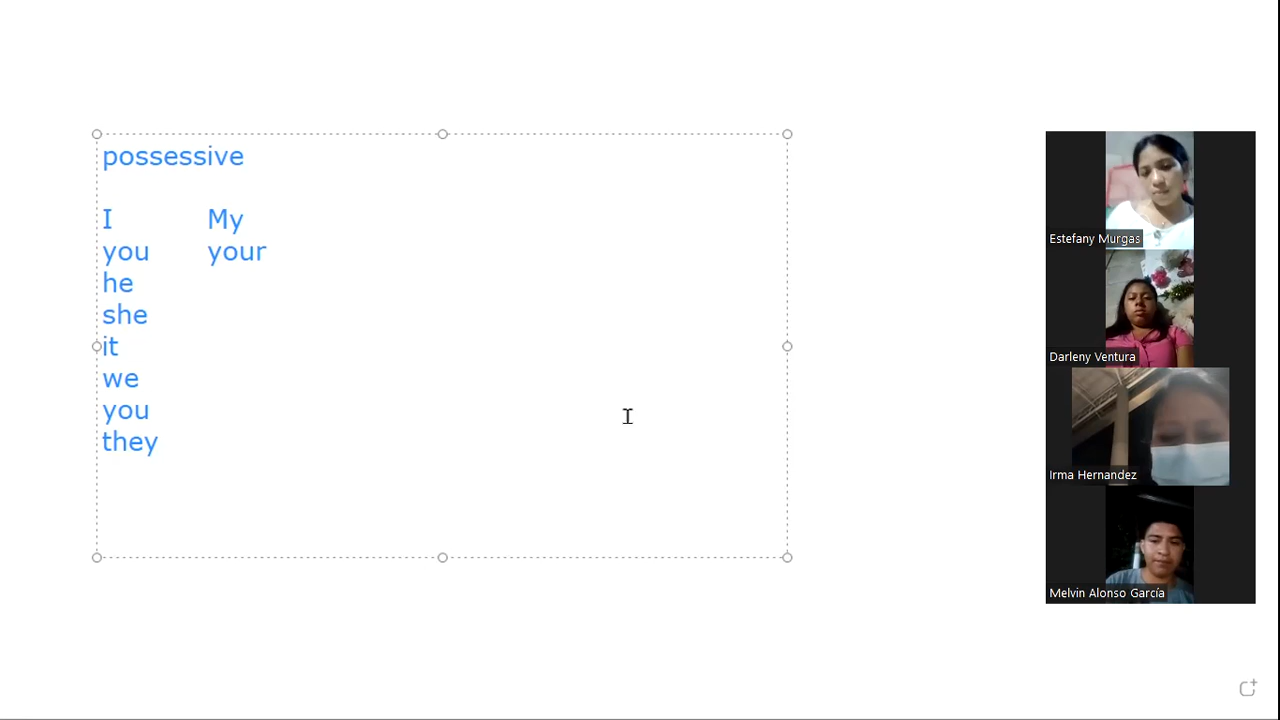 possessive
I My
you your
he
she
it
we
you
they
Estefany Murgas
Darleny Ventura
Irma Hernandez
Melvin Alonso García